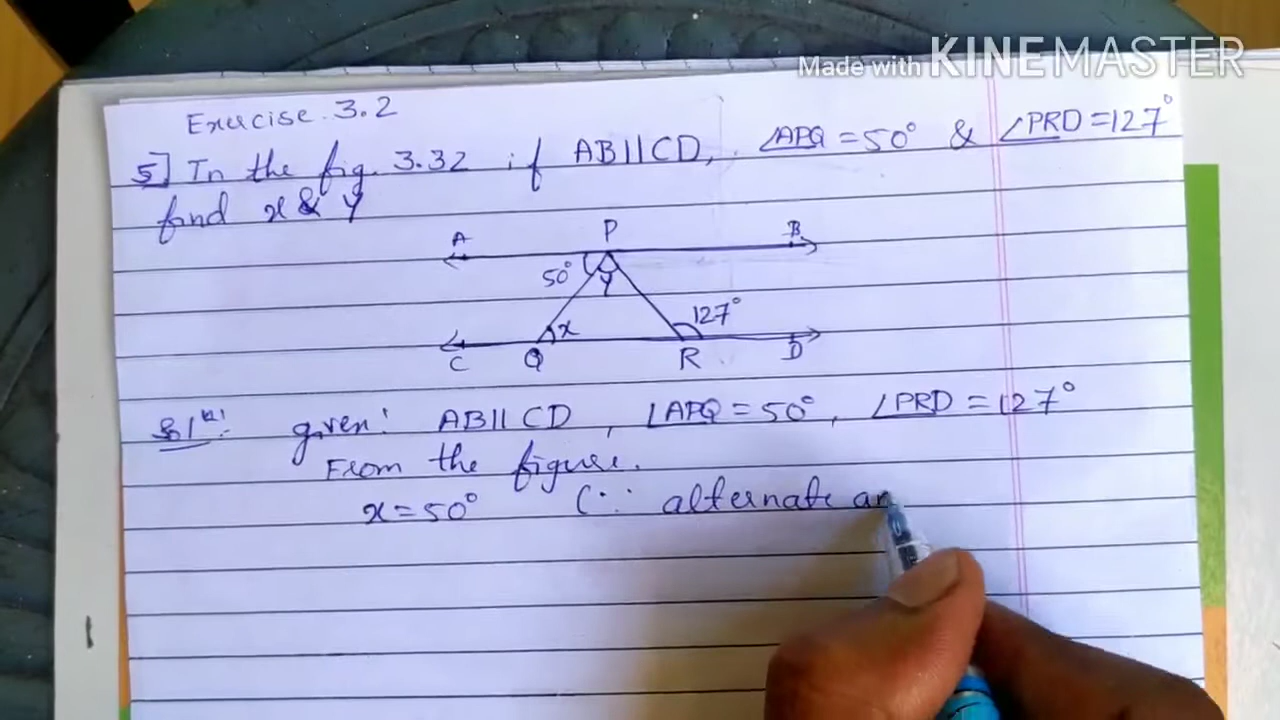 Made with KINEMASTER
Exercise. 3.2
5] In the fig. 3.32 if AB||CD, ∠APQ = 50° & ∠PRD = 127°
find x & y
A P B
50° y
x 127°
C Q R D
Solⁿ: given: AB||CD, ∠APQ = 50°, ∠PRD = 127°
From the figure.
x = 50° (∵ alternate an